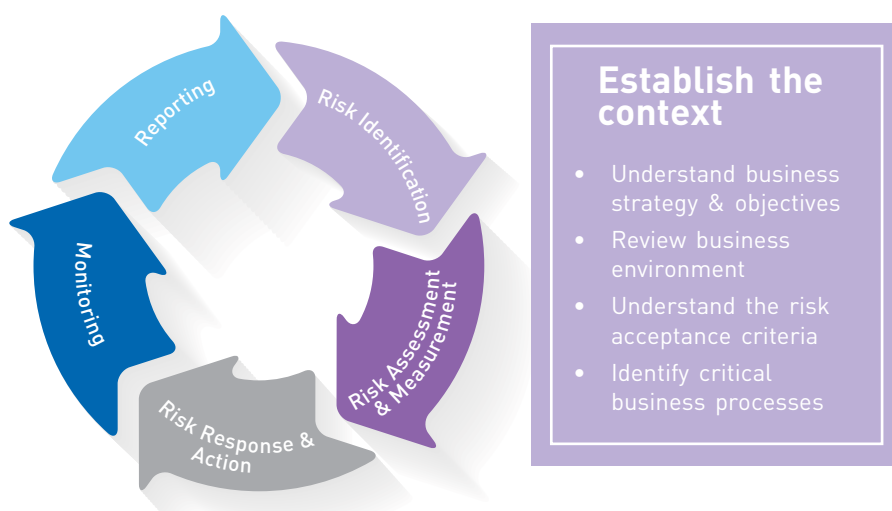 Reporting
Risk Identification
Risk Assessment
& Measurement
Risk Response &
Action
Monitoring
Establish the
context
• Understand business
strategy & objectives
• Review business
environment
• Understand the risk
acceptance criteria
• Identify critical
business processes